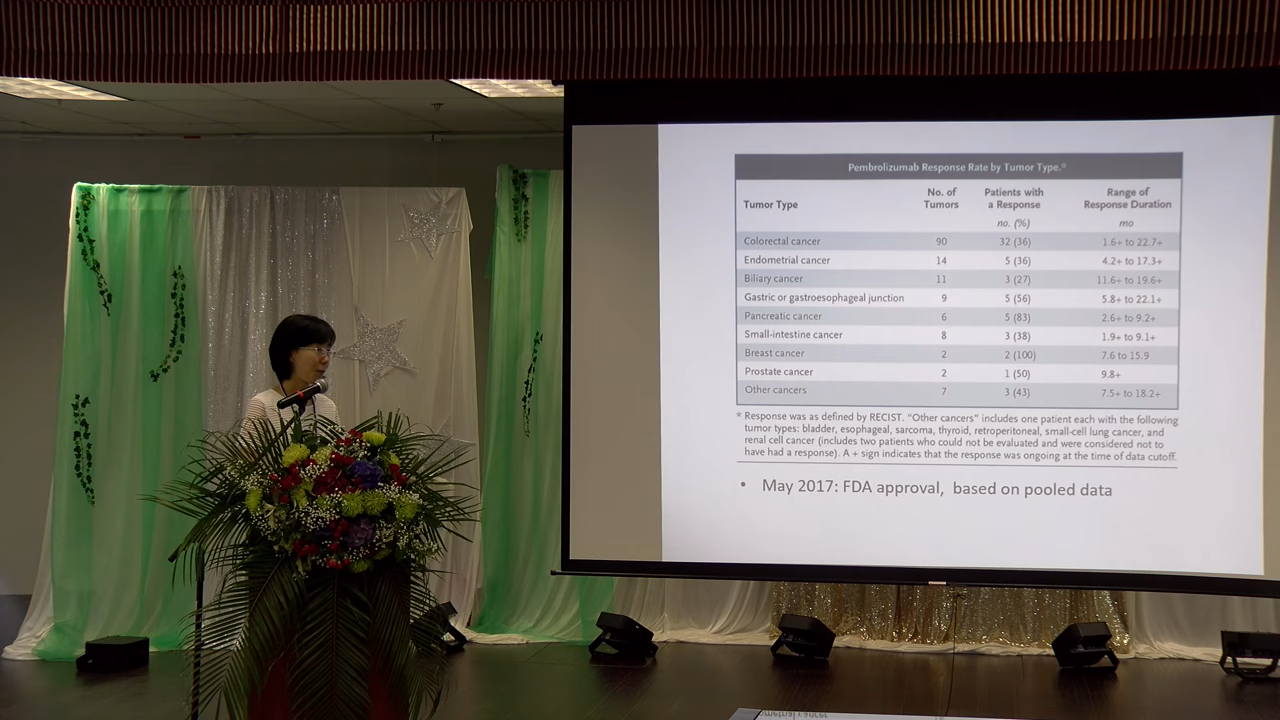 Pembrolizumab Response Rate by Tumor Type.*
Tumor Type No. of Tumors Patients with a Response Range of Response Duration
no. (%) mo
Colorectal cancer 90 32 (36) 1.6+ to 22.7+
Endometrial cancer 14 5 (36) 4.2+ to 17.3+
Biliary cancer 11 3 (27) 11.6+ to 19.6+
Gastric or gastroesophageal junction 9 5 (56) 5.8+ to 22.1+
Pancreatic cancer 6 5 (83) 2.6+ to 9.2+
Small-intestine cancer 8 3 (38) 1.9+ to 9.1+
Breast cancer 2 2 (100) 7.6 to 15.9
Prostate cancer 2 1 (50) 9.8+
Other cancers 7 3 (43) 7.5+ to 18.2+
* Response was as defined by RECIST. “Other cancers” includes one patient each with the following
tumor types: bladder, esophageal, sarcoma, thyroid, retroperitoneal, small-cell lung cancer, and
renal cell cancer (includes two patients who could not be evaluated and were considered not to
have had a response). A + sign indicates that the response was ongoing at the time of data cutoff.
• May 2017: FDA approval, based on pooled data